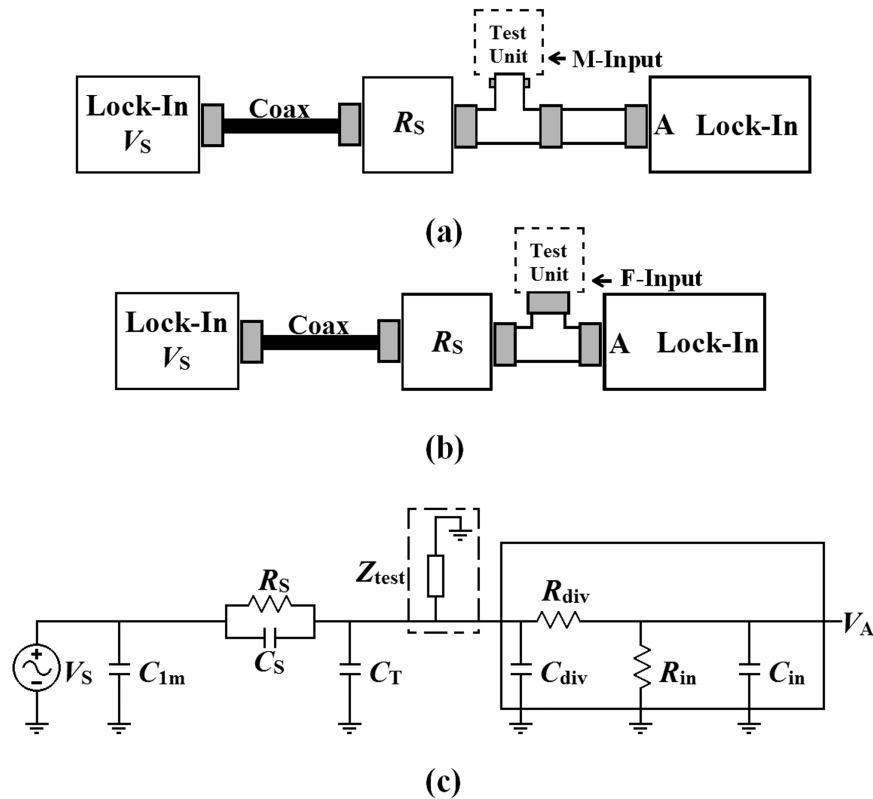 Test
Unit
M-Input
Lock-In
VS
Coax
RS
A Lock-In
(a)
Test
Unit
F-Input
Lock-In
VS
Coax
RS
A Lock-In
(b)
Ztest
RS
Rdiv
VA
CS
VS
C1m
CT
Cdiv
Rin
Cin
(c)